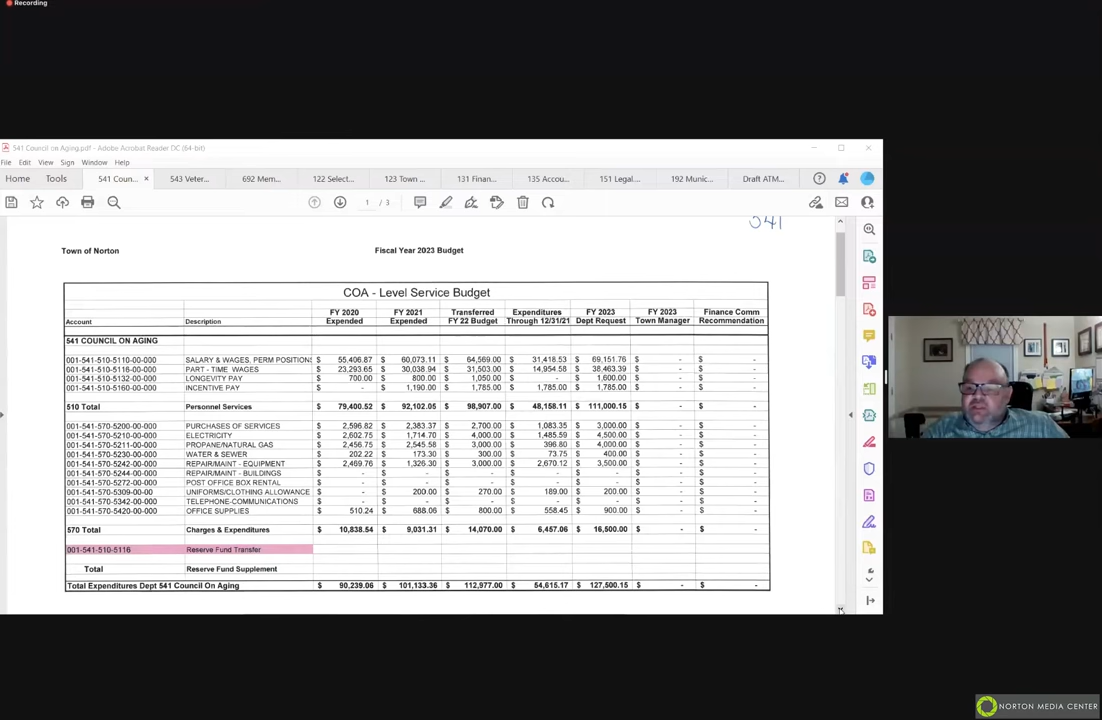 Recording
541 Council on Aging.pdf - Adobe Acrobat Reader DC (64-bit)
File Edit View Sign Window Help
Home Tools 541 Coun... × 543 Veter... 692 Mem... 122 Select... 123 Town ... 131 Finan... 135 Accou... 151 Legal... 192 Munic... Draft ATM...
1 / 3
541
Town of Norton Fiscal Year 2023 Budget
COA - Level Service Budget
FY 2020 FY 2021 Transferred Expenditures FY 2023 FY 2023 Finance Comm
Account Description Expended Expended FY 22 Budget Through 12/31/21 Dept Request Town Manager Recommendation
541 COUNCIL ON AGING
001-541-510-5110-00-000 SALARY & WAGES, PERM POSITIONS $ 55,406.87 $ 60,073.11 $ 64,569.00 $ 31,418.53 $ 69,151.76 $ - $ -
001-541-510-5116-00-000 PART - TIME WAGES $ 23,293.65 $ 30,038.94 $ 31,503.00 $ 14,954.58 $ 38,463.39 $ - $ -
001-541-510-5132-00-000 LONGEVITY PAY $ 700.00 $ 800.00 $ 1,050.00 $ - $ 1,600.00 $ - $ -
001-541-510-5160-00-000 INCENTIVE PAY $ - $ 1,190.00 $ 1,785.00 $ 1,785.00 $ 1,785.00 $ - $ -
510 Total Personnel Services $ 79,400.52 $ 92,102.05 $ 98,907.00 $ 48,158.11 $ 111,000.15 $ - $ -
001-541-570-5200-00-000 PURCHASES OF SERVICES $ 2,596.82 $ 2,383.37 $ 2,700.00 $ 1,083.35 $ 3,000.00 $ - $ -
001-541-570-5210-00-000 ELECTRICITY $ 2,602.75 $ 1,714.70 $ 4,000.00 $ 1,485.59 $ 4,500.00 $ - $ -
001-541-570-5211-00-000 PROPANE/NATURAL GAS $ 2,456.75 $ 2,545.58 $ 3,000.00 $ 396.80 $ 4,000.00 $ - $ -
001-541-570-5230-00-000 WATER & SEWER $ 202.22 $ 173.30 $ 300.00 $ 73.75 $ 400.00 $ - $ -
001-541-570-5242-00-000 REPAIR/MAINT - EQUIPMENT $ 2,469.76 $ 1,326.30 $ 3,000.00 $ 2,670.12 $ 3,500.00 $ - $ -
001-541-570-5244-00-000 REPAIR/MAINT - BUILDINGS $ - $ - $ - $ - $ - $ - $ -
001-541-570-5272-00-000 POST OFFICE BOX RENTAL $ - $ - $ - $ - $ - $ - $ -
001-541-570-5309-00-00 UNIFORMS/CLOTHING ALLOWANCE $ - $ 200.00 $ 270.00 $ 189.00 $ 200.00 $ - $ -
001-541-570-5342-00-000 TELEPHONE-COMMUNICATIONS $ - $ - $ - $ - $ - $ - $ -
001-541-570-5420-00-000 OFFICE SUPPLIES $ 510.24 $ 688.06 $ 800.00 $ 558.45 $ 900.00 $ - $ -
570 Total Charges & Expenditures $ 10,838.54 $ 9,031.31 $ 14,070.00 $ 6,457.06 $ 16,500.00 $ - $ -
001-541-510-5116 Reserve Fund Transfer
Total Reserve Fund Supplement
Total Expenditures Dept 541 Council On Aging $ 90,239.06 $ 101,133.36 $ 112,977.00 $ 54,615.17 $ 127,500.15 $ - $ -
NORTON MEDIA CENTER